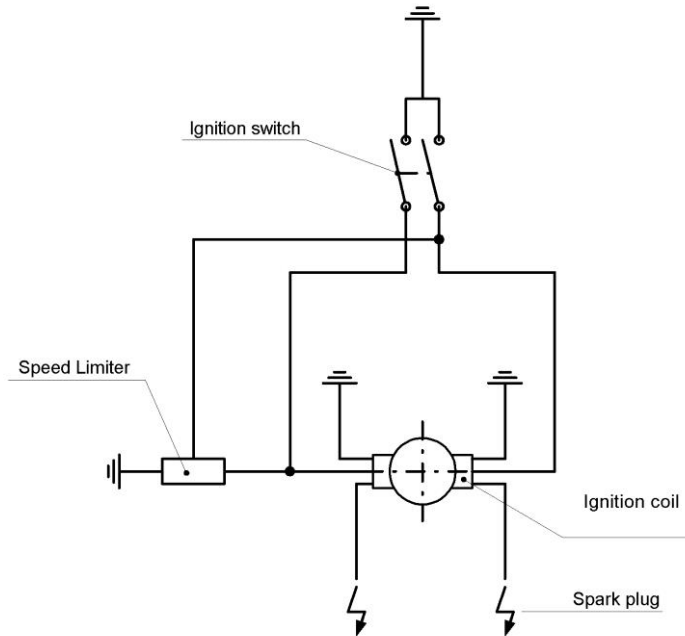 Ignition switch
Speed Limiter
Ignition coil
Spark plug